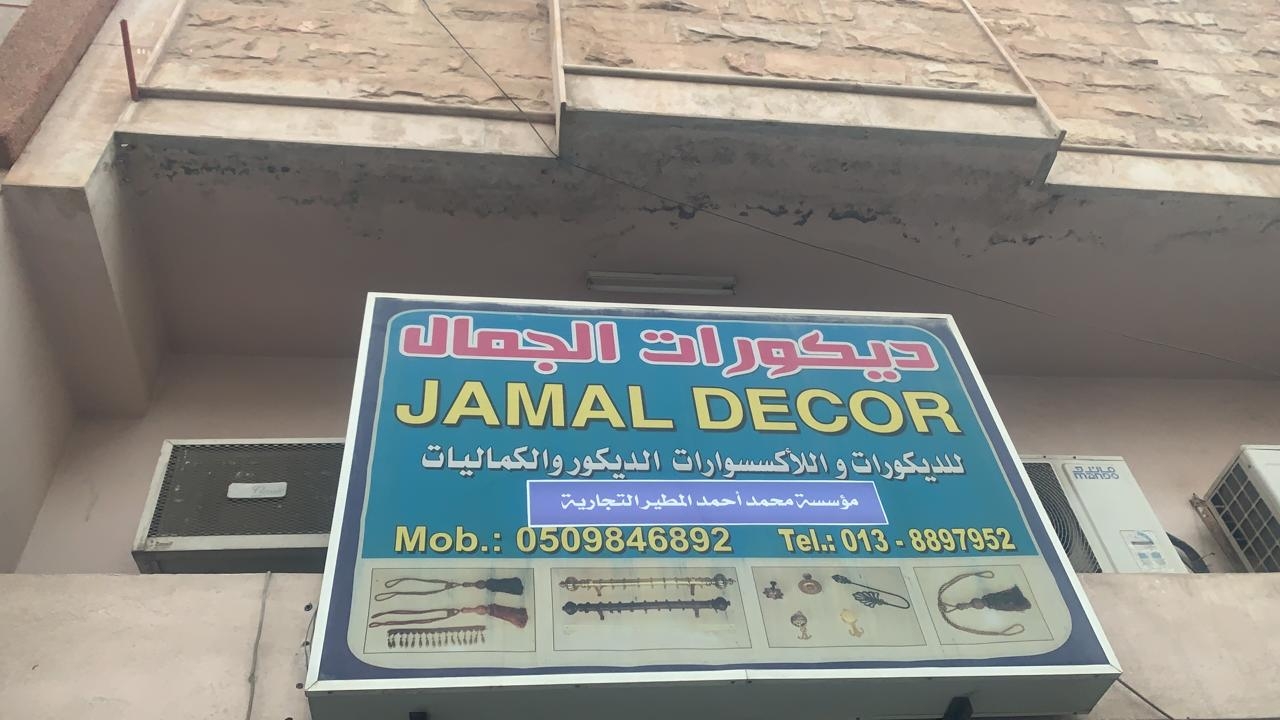 ديكورات الجمال
JAMAL DECOR
للديكورات و اللأكسسوارات الديكور والكماليات
مؤسسة محمد أحمد المطير التجارية
Mob.: 0509846892 Tel.: 013 - 8897952
ماندو
mando